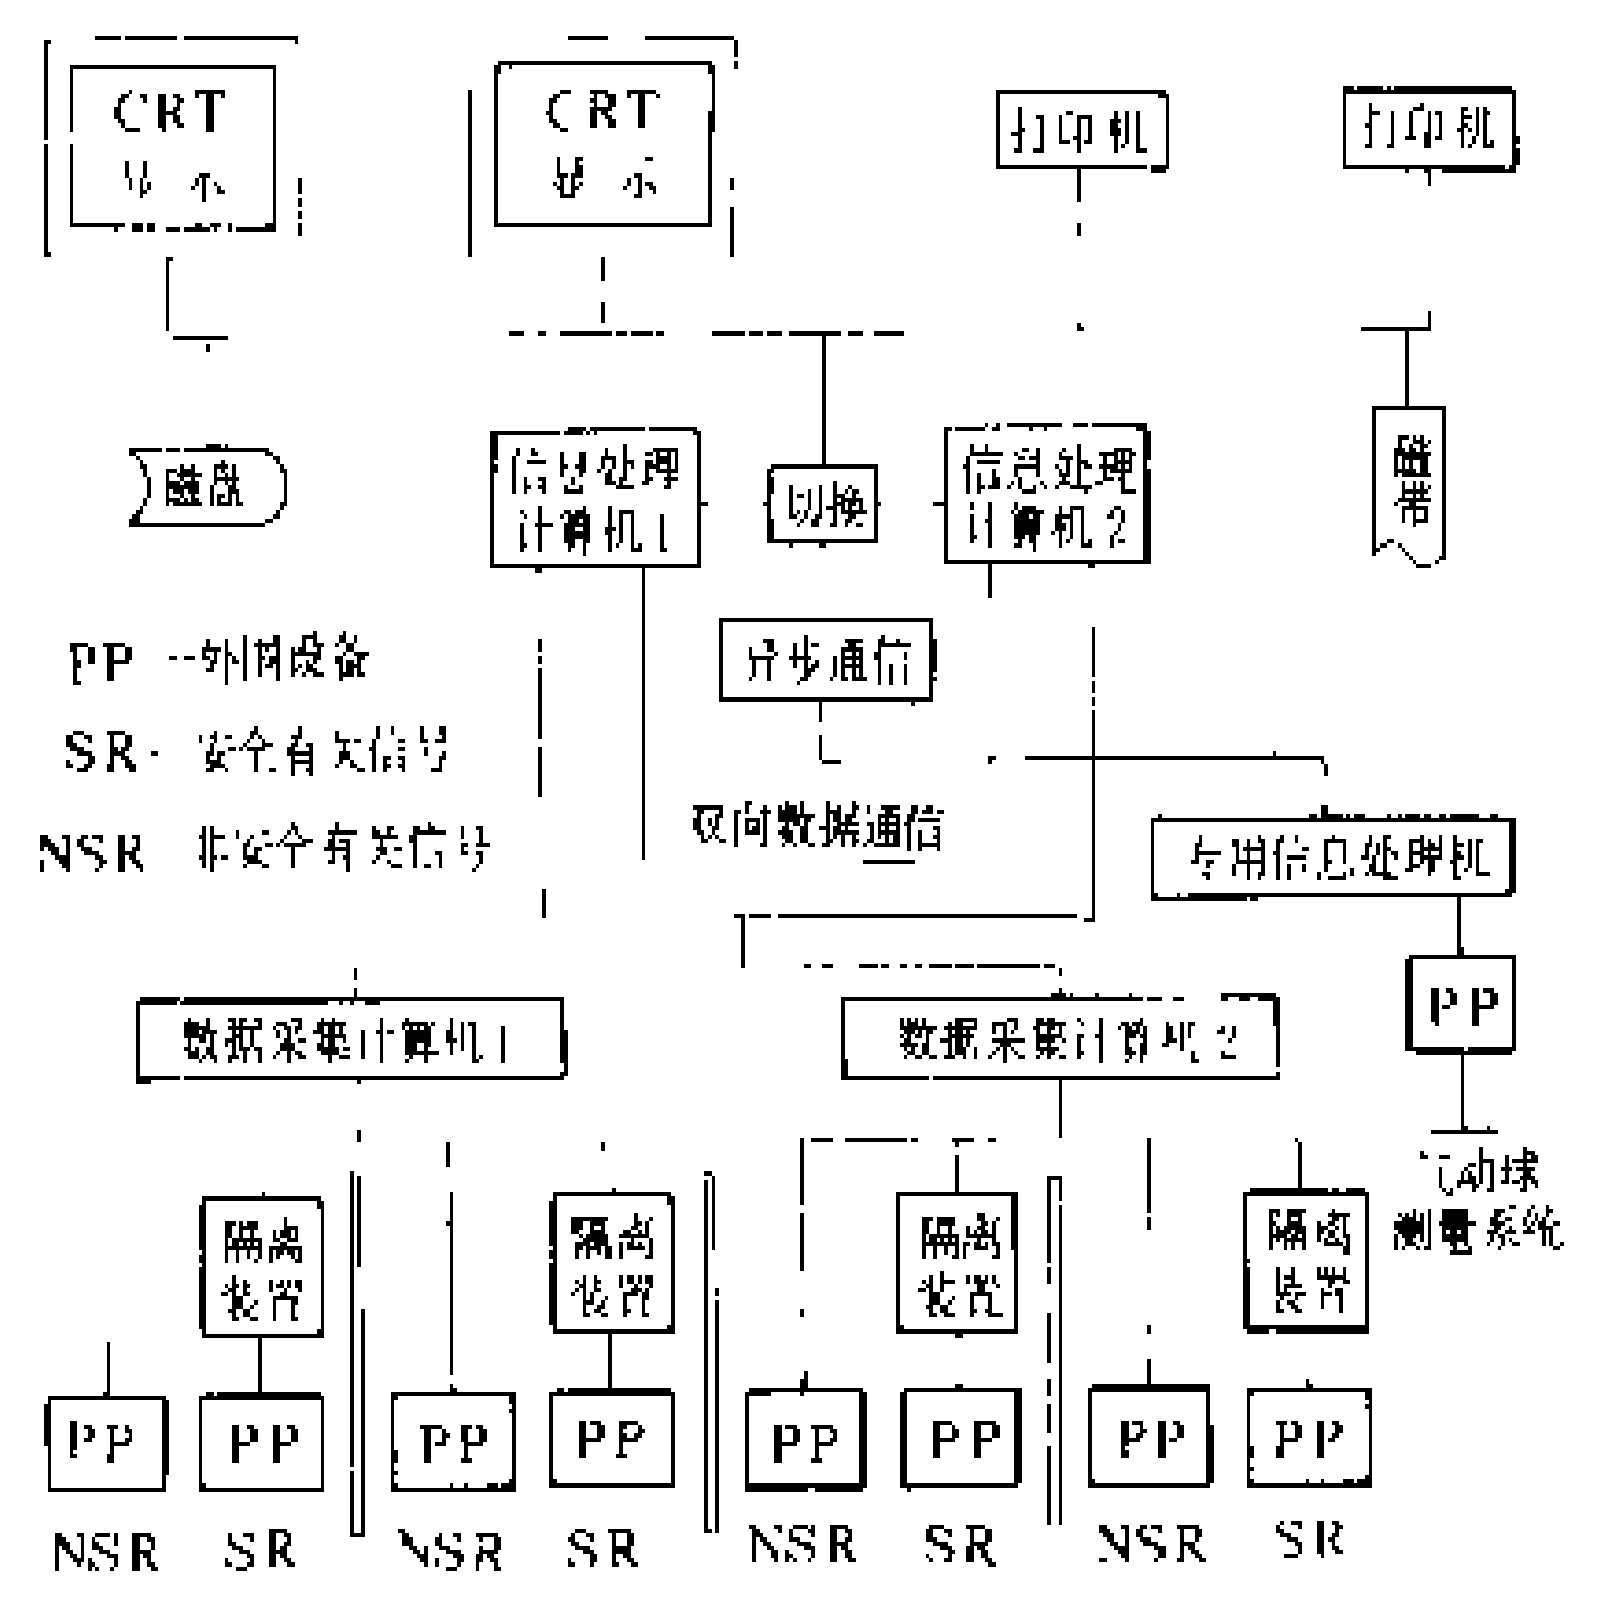 CRT
显示
CRT
显示
打印机
打印机
磁盘
信息处理
计算机1
切换
信息处理
计算机2
磁带
PP 外围设备
异步通信
SR 安全有关信号
双向数据通信
NSR 非安全有关信号
专用信息处理机
PP
数据采集计算机1
数据采集计算机2
气动球
测量系统
隔离
装置
隔离
装置
隔离
装置
隔离
装置
PP
PP
PP
PP
PP
PP
PP
PP
NSR
SR
NSR
SR
NSR
SR
NSR
SR